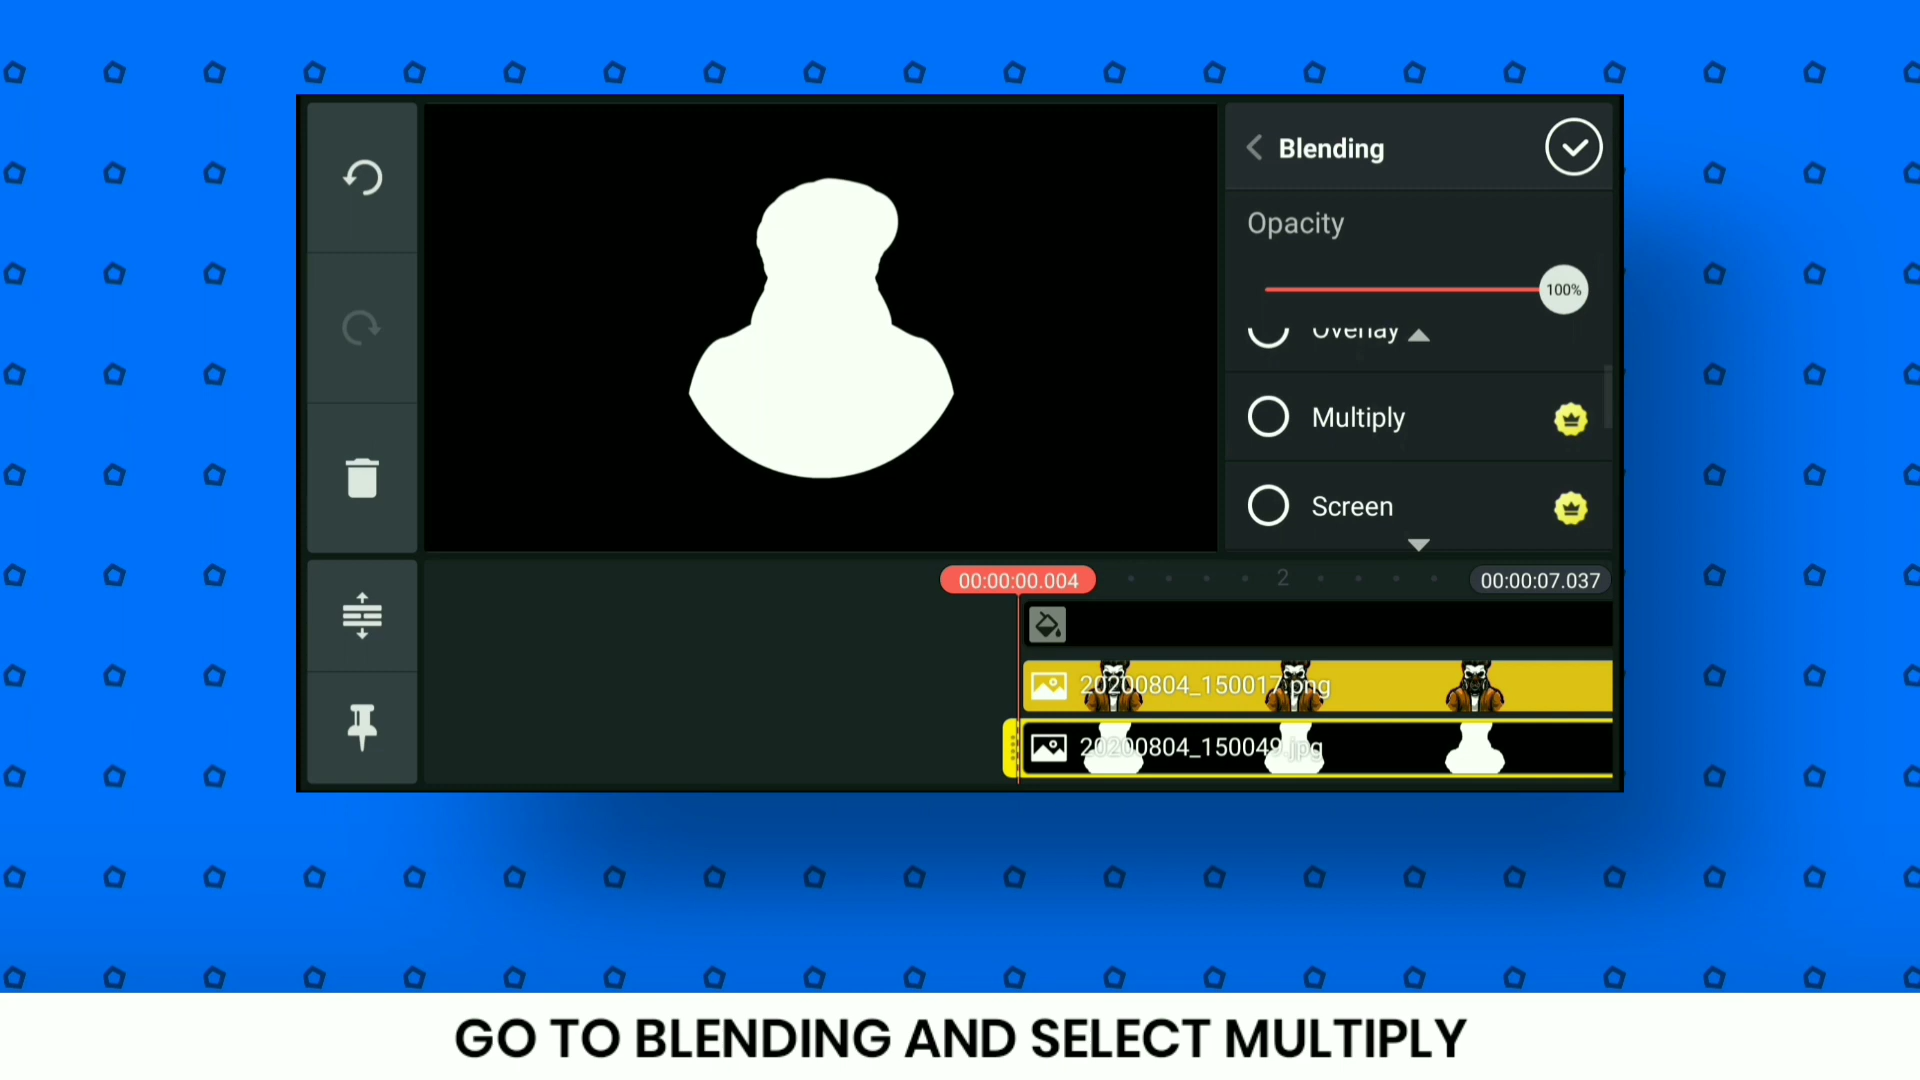 Blending
Opacity
100%
Overlay
Multiply
Screen
00:00:00.004
2
00:00:07.037
20200804_150017.png
20200804_150049.jpg
GO TO BLENDING AND SELECT MULTIPLY